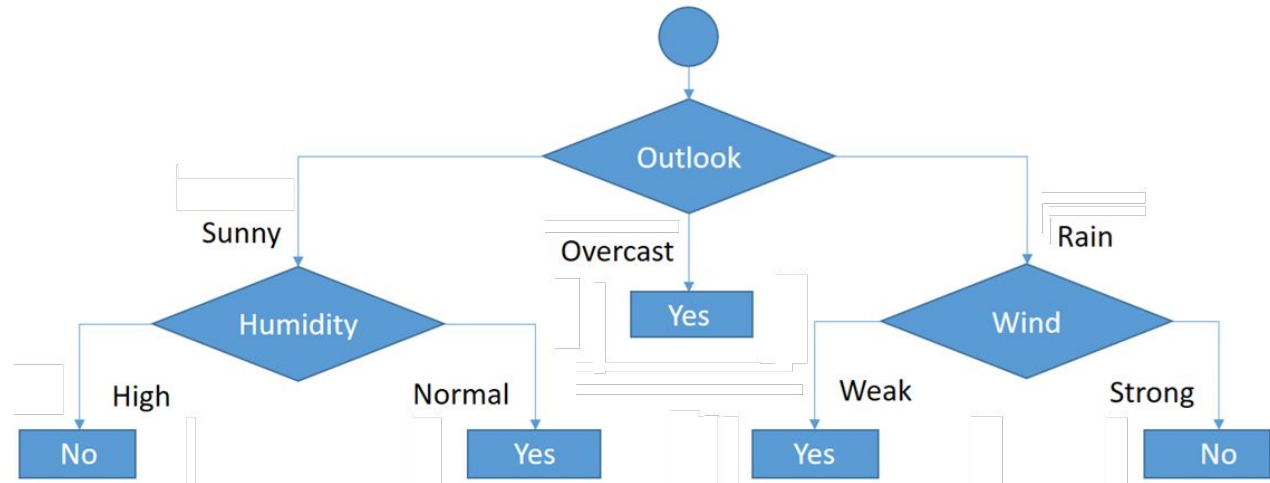 Outlook
Sunny
Overcast
Rain
Humidity
Yes
Wind
High
Normal
Weak
Strong
No
Yes
Yes
No